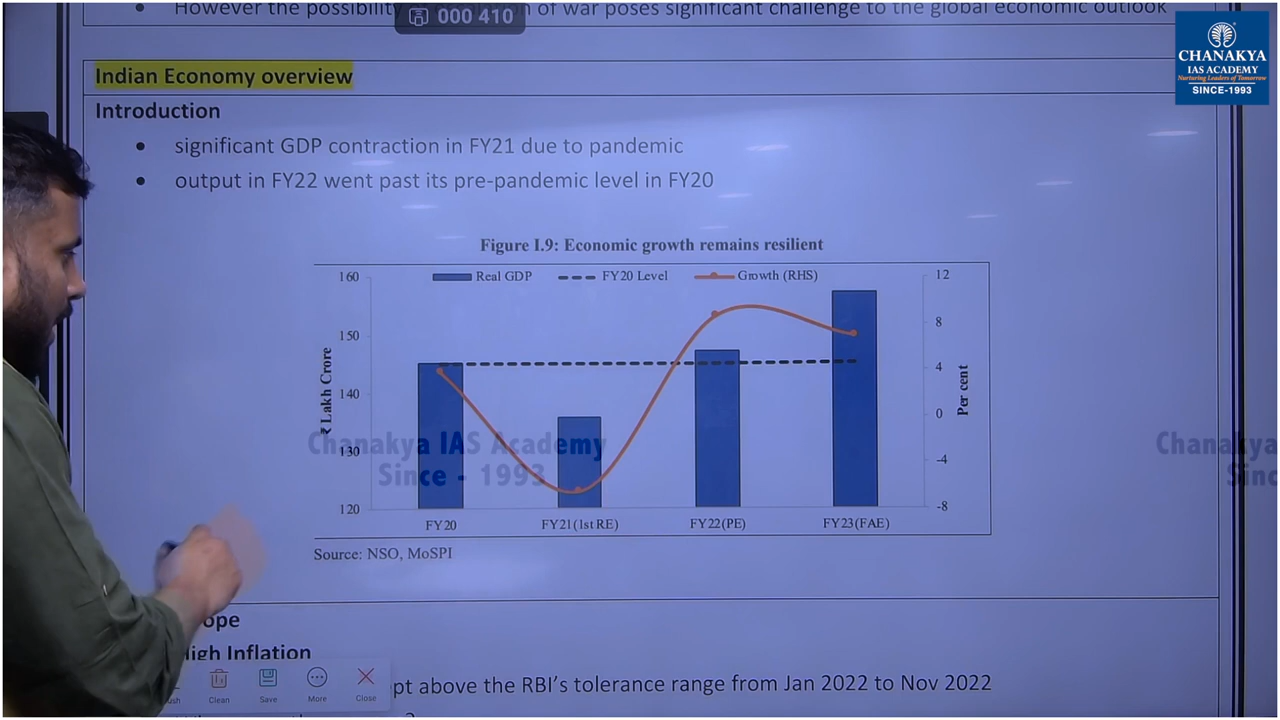 However the possibility of war poses significant challenge to the global economic outlook
000 410
CHANAKYA
IAS ACADEMY
Nurturing Leaders of Tomorrow
SINCE-1993
Indian Economy overview
Introduction
• significant GDP contraction in FY21 due to pandemic
• output in FY22 went past its pre-pandemic level in FY20
Figure I.9: Economic growth remains resilient
Real GDP FY20 Level Growth (RHS)
160 12
150 8
140 4
130 0
120 -4
-8
₹ Lakh Crore
Per cent
FY20 FY21(1st RE) FY22(PE) FY23(FAE)
Chanakya IAS Academy
Since - 1993
Chanakya
Sinc
Source: NSO, MoSPI
ope
High Inflation
pt above the RBI's tolerance range from Jan 2022 to Nov 2022
ush Clean Save More Close